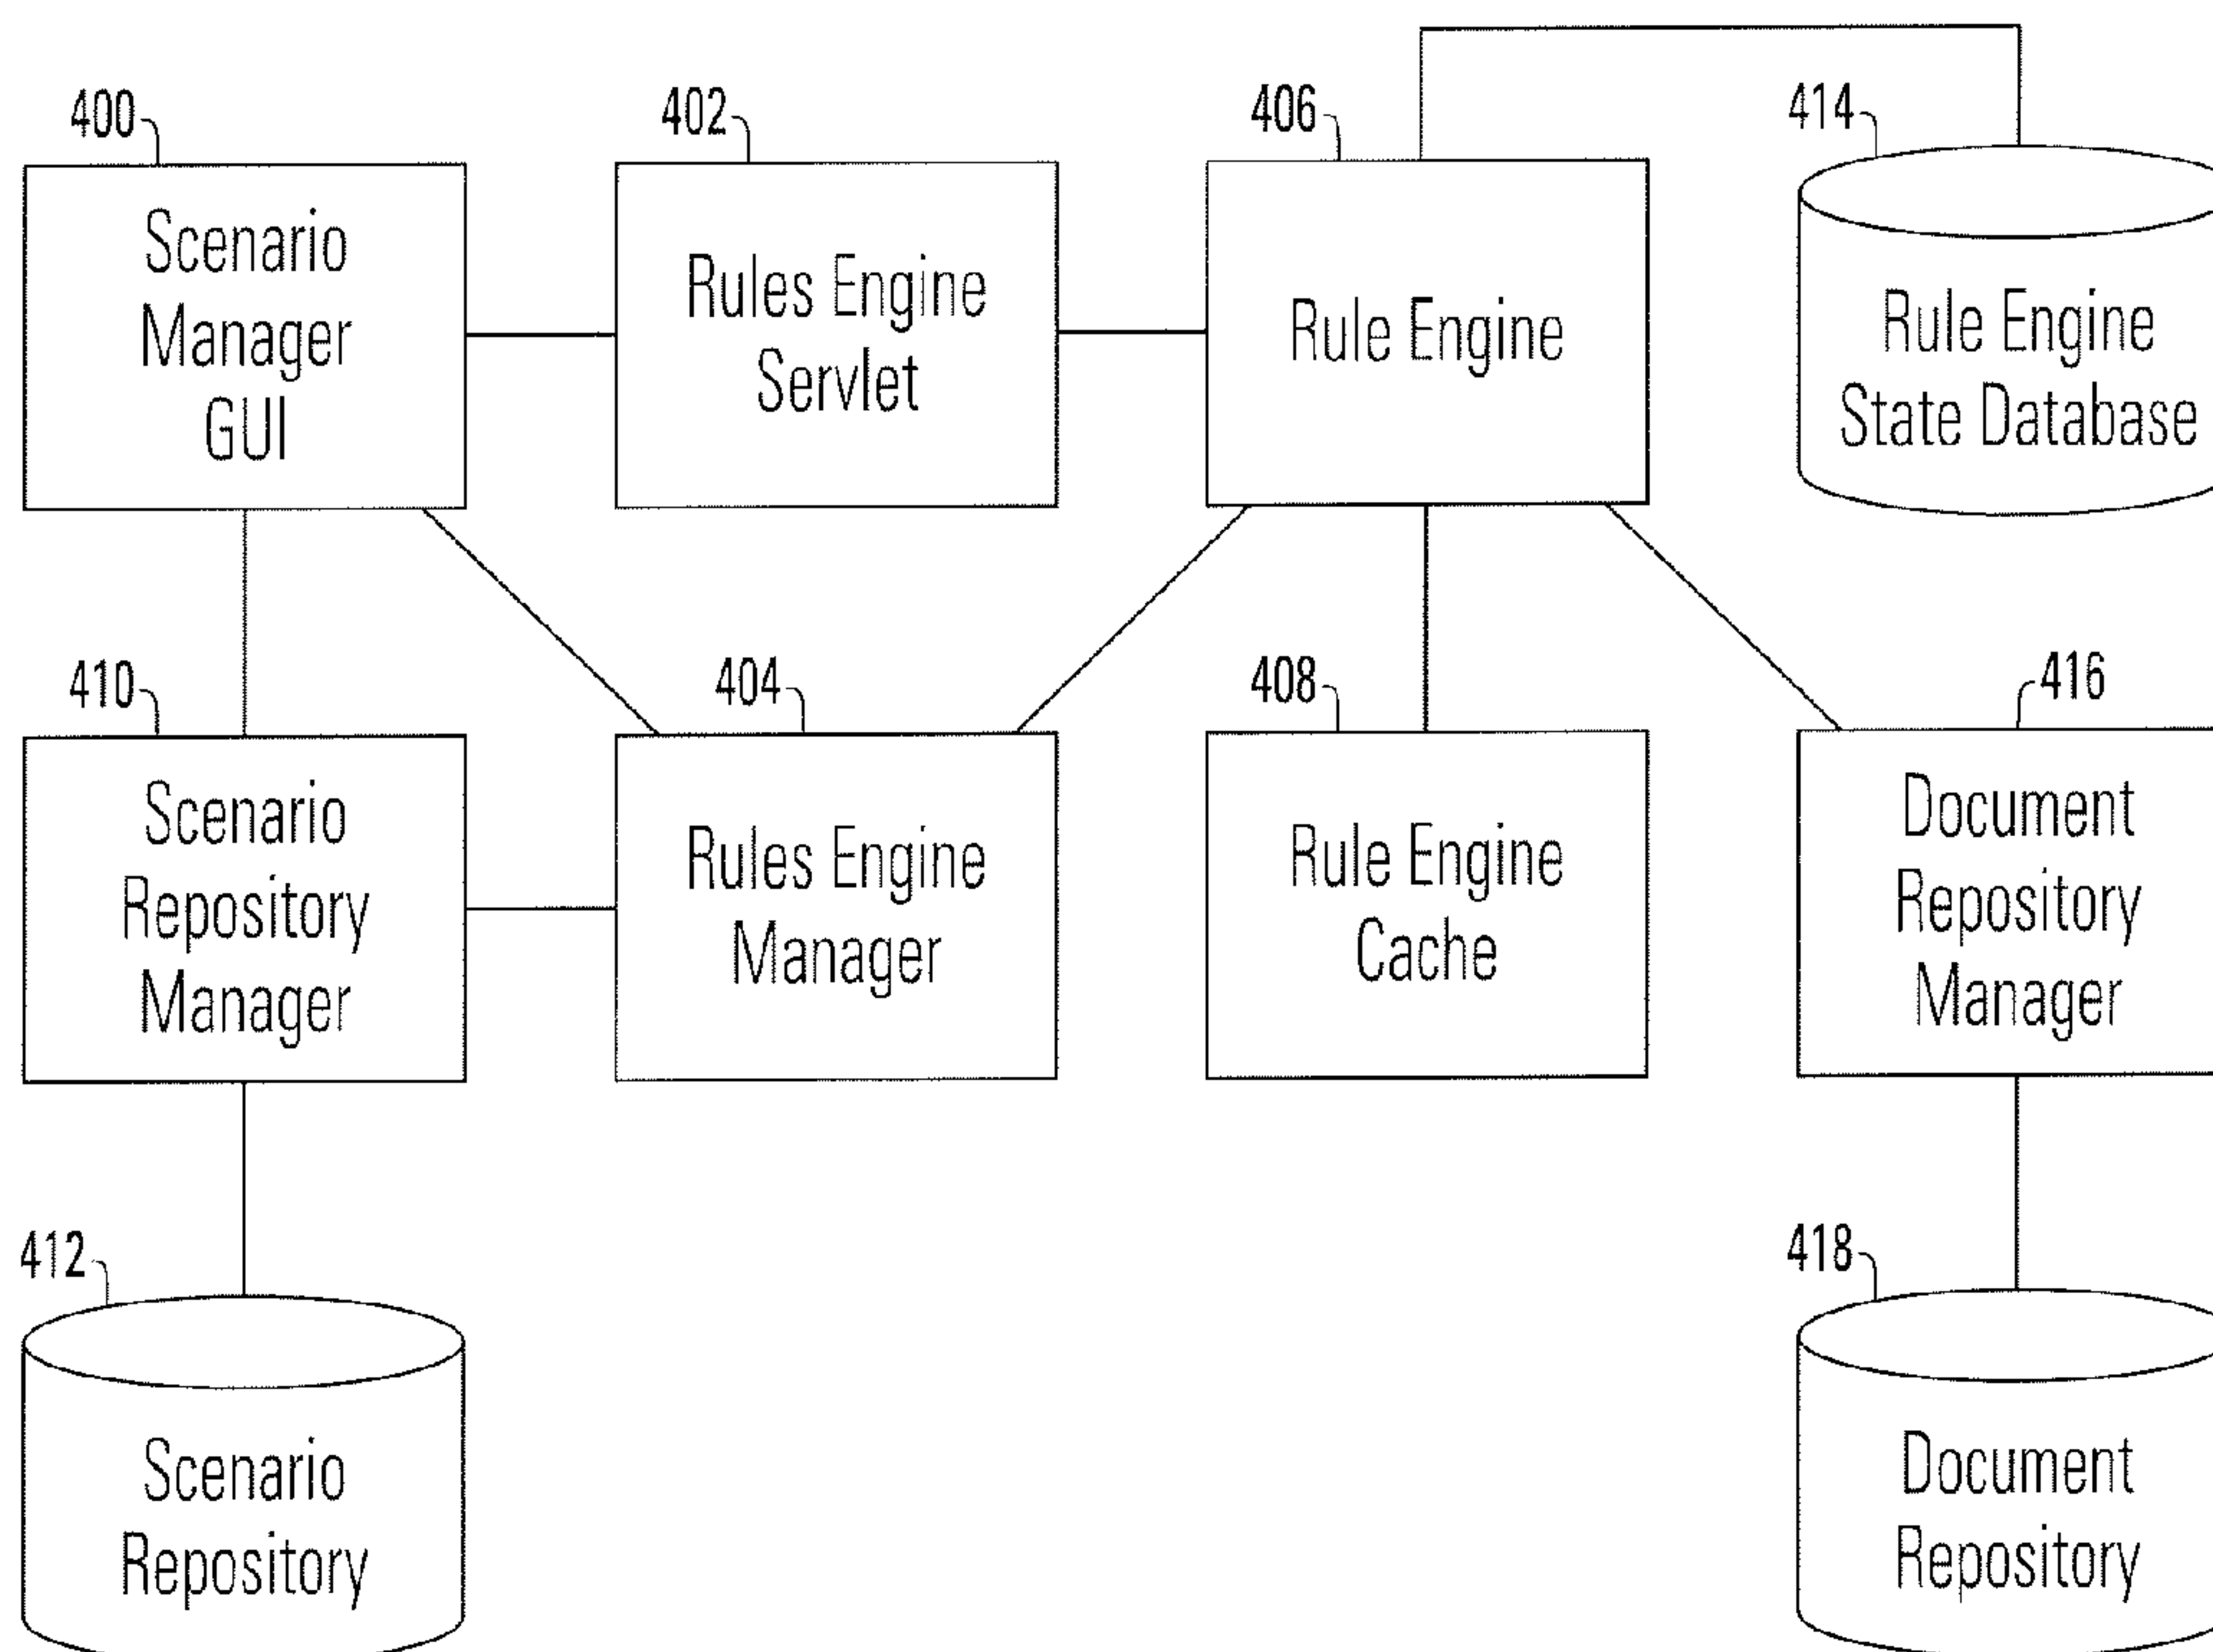 400
Scenario
Manager
GUI
402
Rules Engine
Servlet
406
Rule Engine
414
Rule Engine
State Database
410
Scenario
Repository
Manager
404
Rules Engine
Manager
408
Rule Engine
Cache
416
Document
Repository
Manager
412
Scenario
Repository
418
Document
Repository